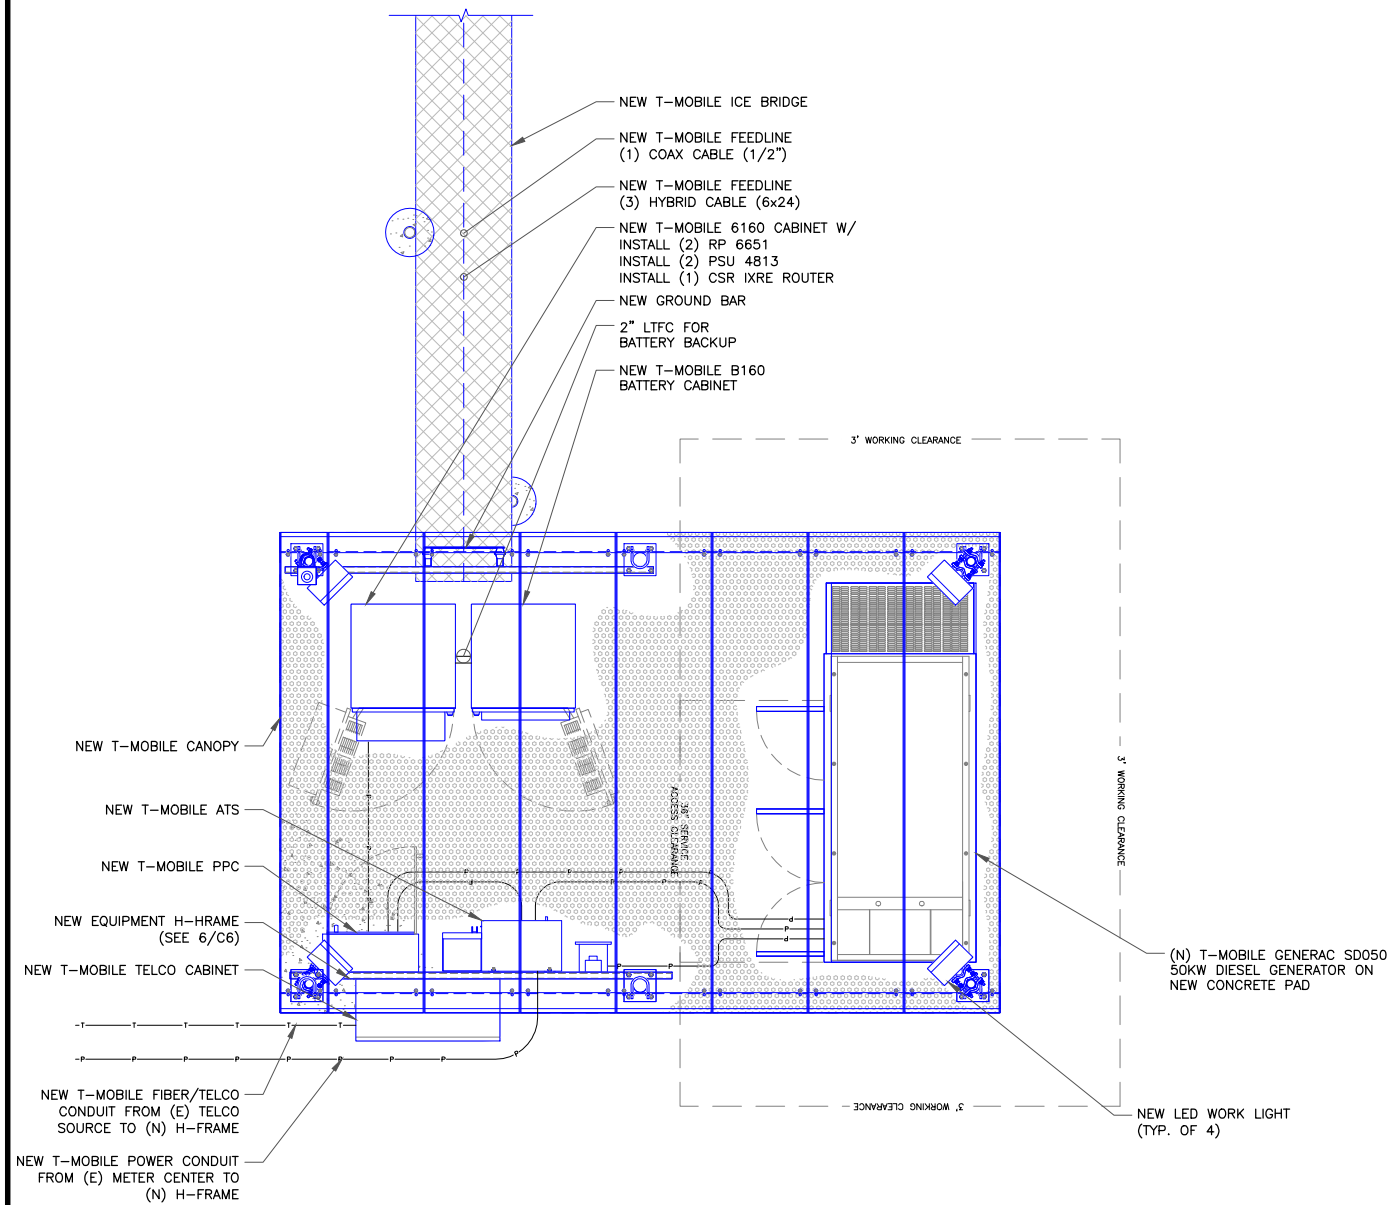 NEW T-MOBILE ICE BRIDGE
NEW T-MOBILE FEEDLINE
(1) COAX CABLE (1/2")
NEW T-MOBILE FEEDLINE
(3) HYBRID CABLE (6x24)
NEW T-MOBILE 6160 CABINET W/
INSTALL (2) RP 6651
INSTALL (2) PSU 4813
INSTALL (1) CSR IXRE ROUTER
NEW GROUND BAR
2" LTFC FOR
BATTERY BACKUP
NEW T-MOBILE B160
BATTERY CABINET
3' WORKING CLEARANCE
NEW T-MOBILE CANOPY
3' WORKING CLEARANCE
36" SERVICE
ACCESS CLEARANCE
NEW T-MOBILE ATS
NEW T-MOBILE PPC
NEW EQUIPMENT H-HRAME
(SEE 6/C6)
NEW T-MOBILE TELCO CABINET
(N) T-MOBILE GENERAC SD050
50KW DIESEL GENERATOR ON
NEW CONCRETE PAD
P
P
P P P P P
P P P
P
P
P
T T T T T T
P P P P P P P P P
NEW T-MOBILE FIBER/TELCO
CONDUIT FROM (E) TELCO
SOURCE TO (N) H-FRAME
3' WORKING CLEARANCE
NEW LED WORK LIGHT
(TYP. OF 4)
NEW T-MOBILE POWER CONDUIT
FROM (E) METER CENTER TO
(N) H-FRAME